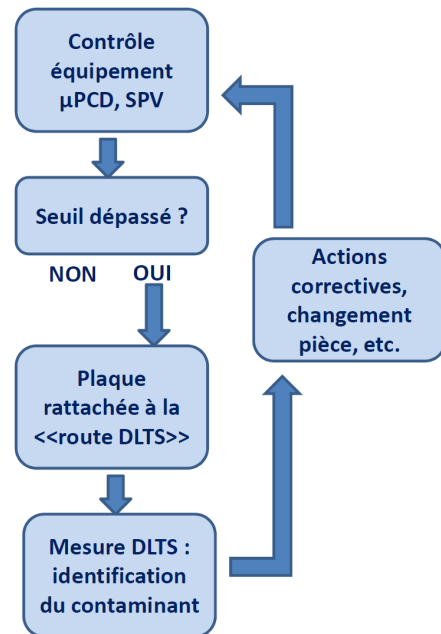 Contrôle
équipement
µPCD, SPV
Seuil dépassé ?
NON OUI
Plaque
rattachée à la
<<route DLTS>>
Mesure DLTS :
identification
du contaminant
Actions
correctives,
changement
pièce, etc.